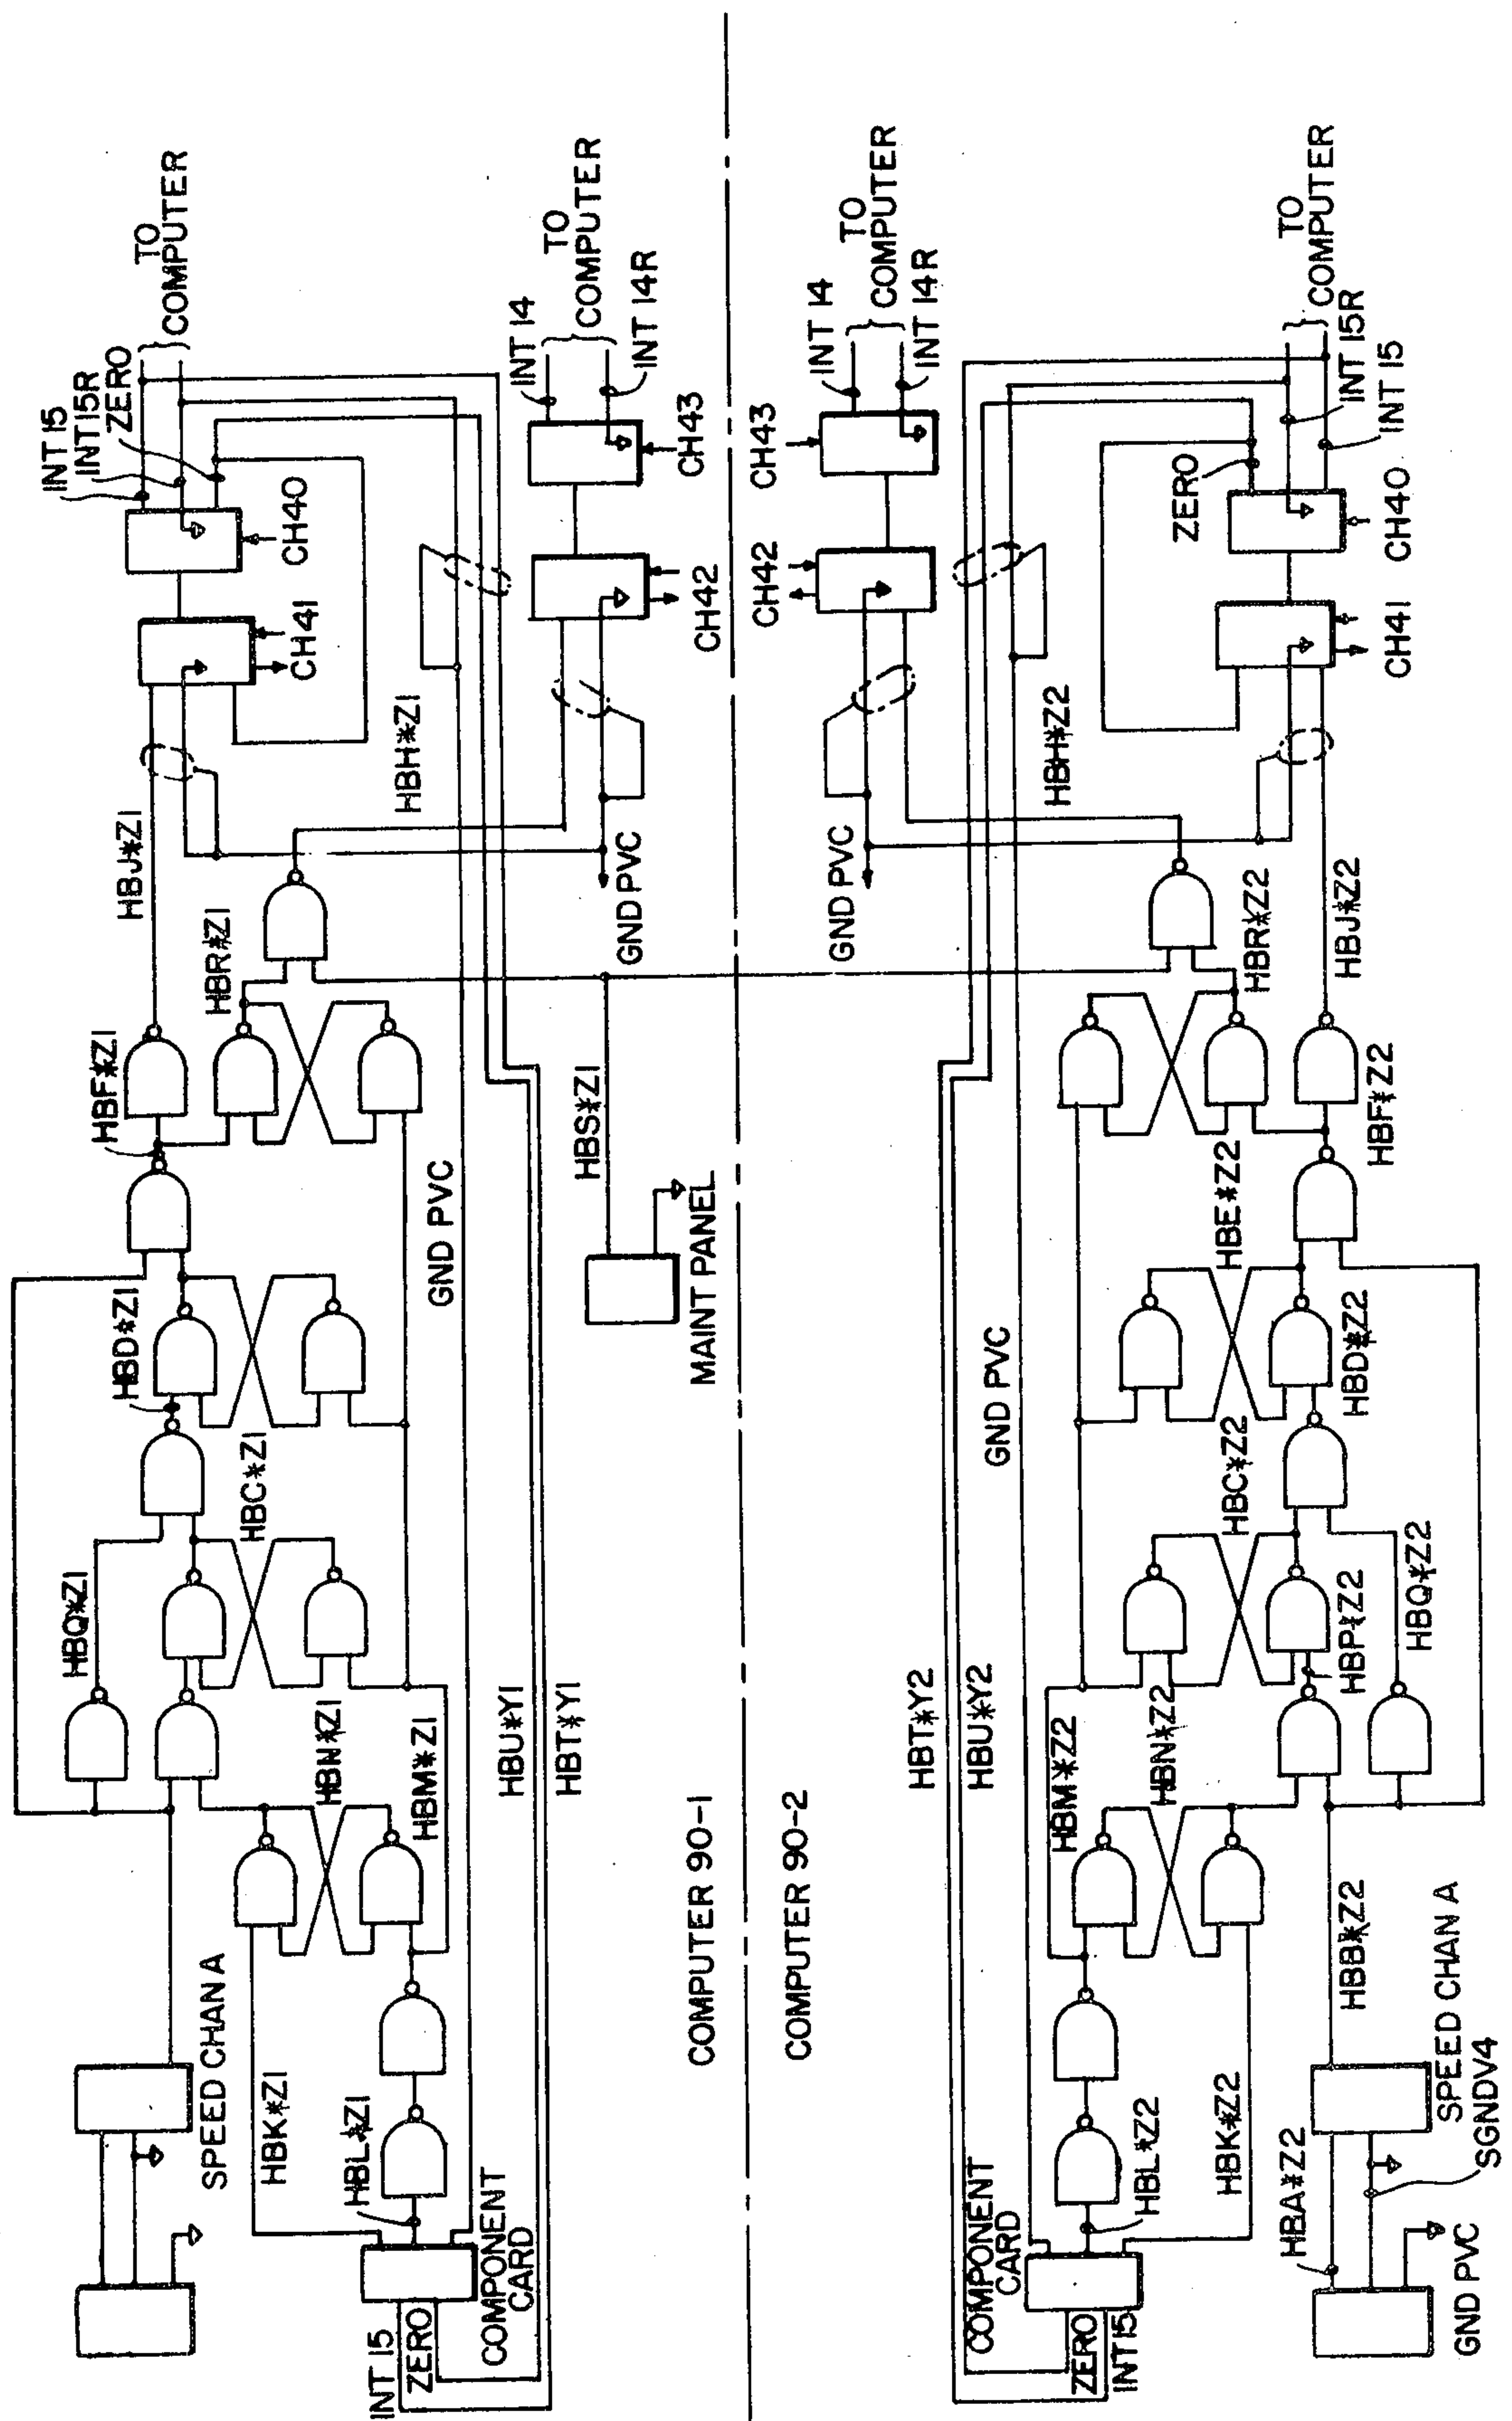 INT 15
INT15R
ZERO
TO
COMPUTER
CH40
CH41
INT 14
TO
COMPUTER
INT 14R
CH43
CH42
HBJ*Z1
HBH*Z1
GND PVC
HBF*Z1
HBR*Z1
HBS*Z1
MAINT PANEL
GND PVC
HBD*Z1
HBC*Z1
HBQ*Z1
HBN*Z1
HBM*Z1
HBU*Y1
HBT*Y1
SPEED CHAN A
HBK*Z1
HBL*Z1
COMPONENT
CARD
INT 15
ZERO
COMPUTER 90-1
COMPUTER 90-2
INT 14
TO
COMPUTER
INT 14R
CH43
CH42
GND PVC
HBH*Z2
ZERO
TO
COMPUTER
INT 15R
INT 15
CH40
CH41
HBR*Z2
HBJ*Z2
HBE*Z2
HBF*Z2
GND PVC
HBC*Z2
HBD*Z2
HBT*Y2
HBU*Y2
HBM*Z2
HBN*Z2
HBP*Z2
HBQ*Z2
HBB*Z2
SPEED CHAN A
SGNDV4
HBL*Z2
HBK*Z2
HBA*Z2
COMPONENT
CARD
ZERO
INT15
GND PVC